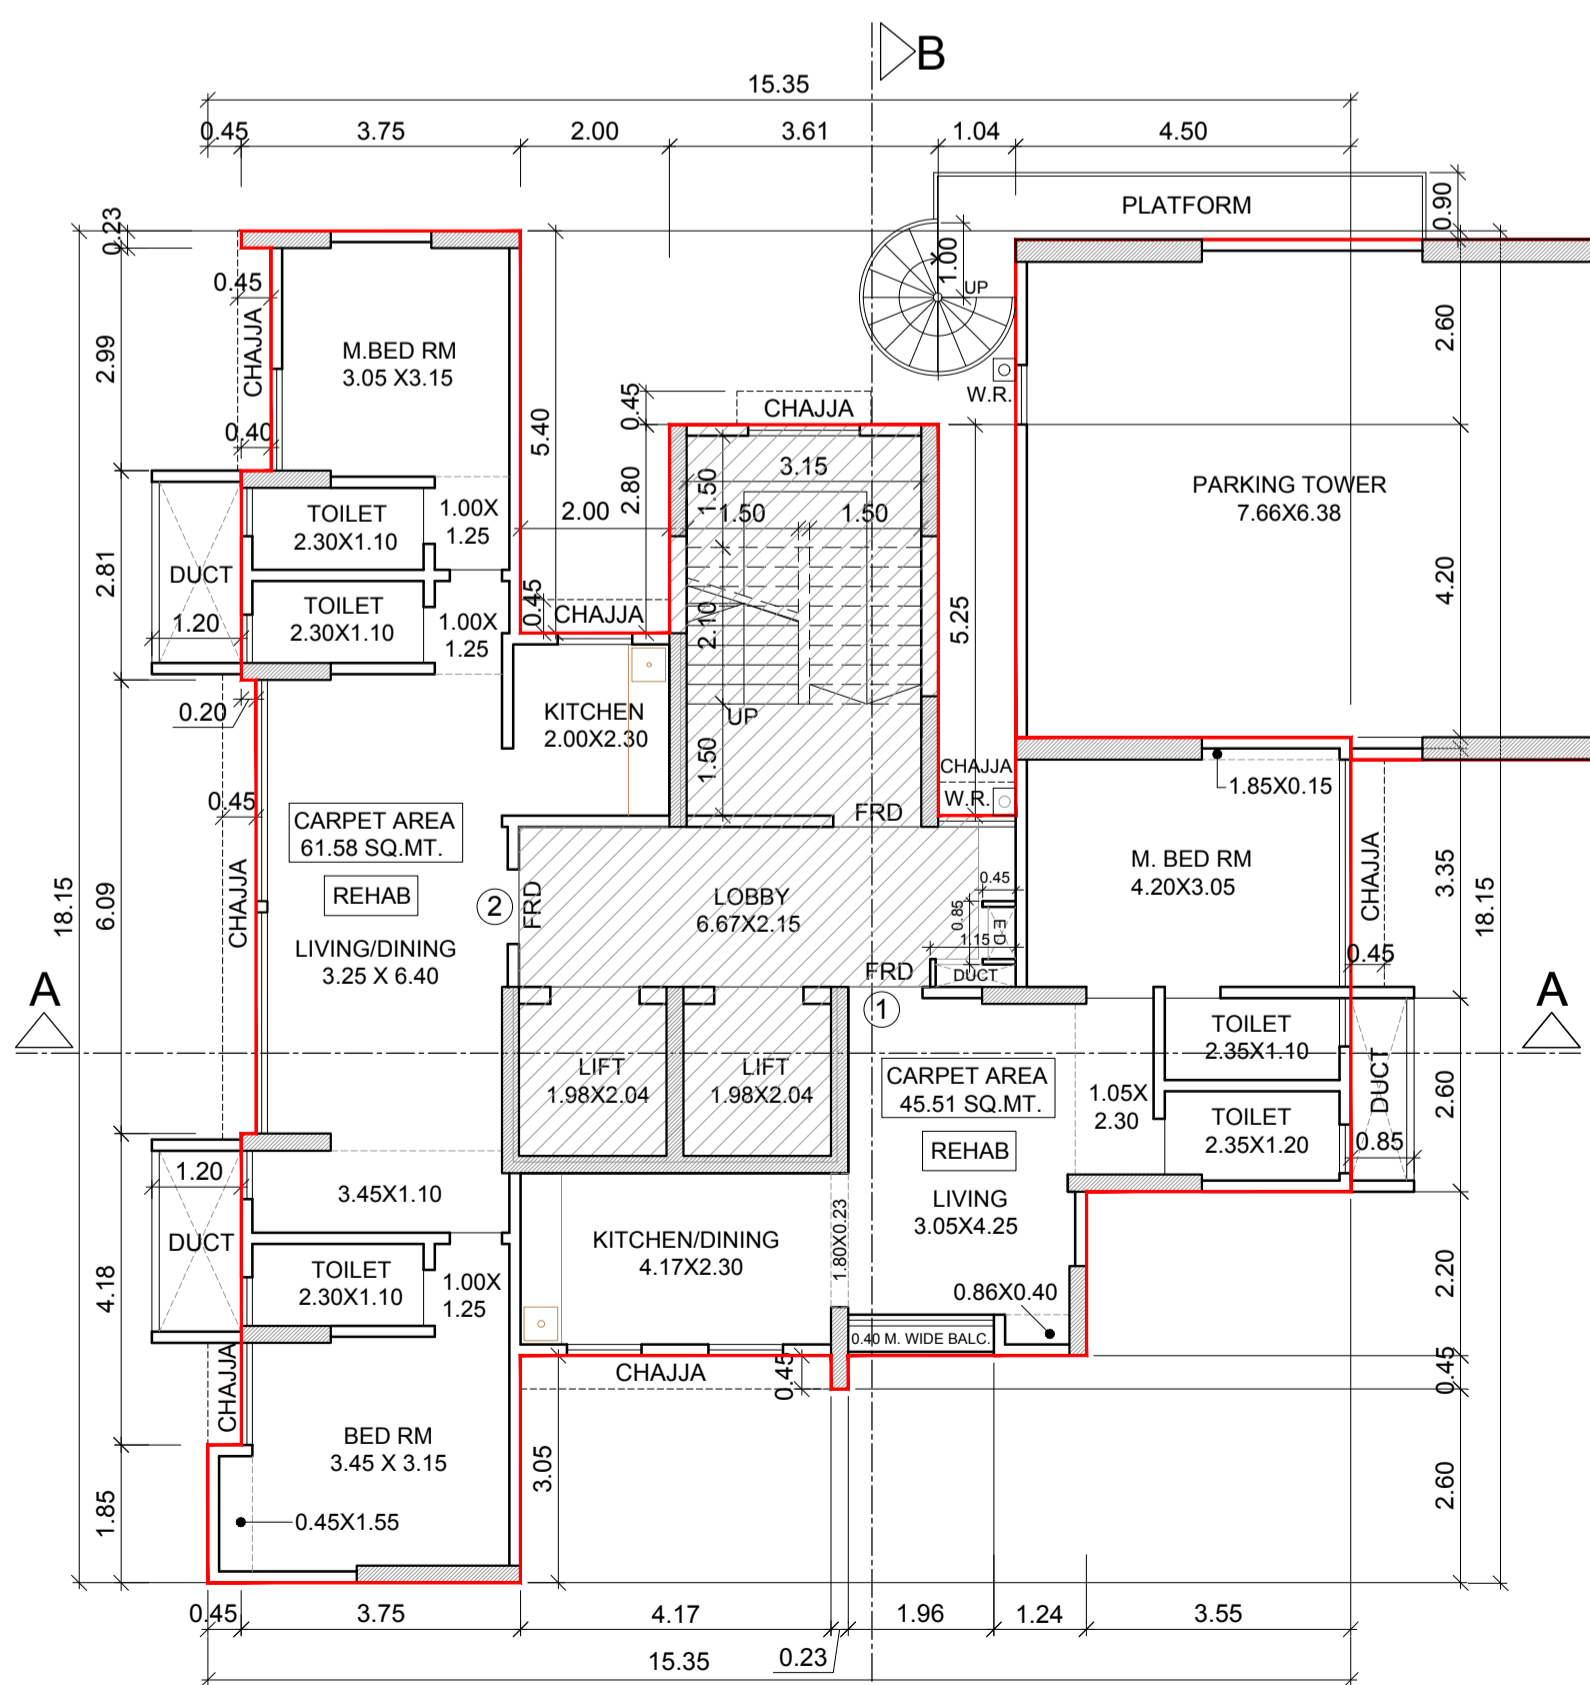 B
15.35
0.45
3.75
2.00
3.61
1.04
4.50
PLATFORM
0.90
0.23
1.00
UP
0.45
CHAJJA
M.BED RM
3.05 X3.15
2.99
0.40
5.40
0.45
2.80
CHAJJA
W.R.
2.60
3.15
1.50
1.50
1.50
2.00
PARKING TOWER
7.66X6.38
TOILET
2.30X1.10
1.00X
1.25
DUCT
1.20
2.81
TOILET
2.30X1.10
1.00X
1.25
0.45
CHAJJA
2.10
5.25
4.20
0.20
KITCHEN
2.00X2.30
UP
1.50
CHAJJA
W.R.
FRD
1.85X0.15
0.45
CARPET AREA
61.58 SQ.MT.
REHAB
CHAJJA
LIVING/DINING
3.25 X 6.40
2
FRD
LOBBY
6.67X2.15
0.45
0.85
E.D
1.15
DUCT
FRD
1
M. BED RM
4.20X3.05
CHAJJA
0.45
3.35
18.15
18.15
6.09
A
A
LIFT
1.98X2.04
LIFT
1.98X2.04
CARPET AREA
45.51 SQ.MT.
REHAB
LIVING
3.05X4.25
1.05X
2.30
TOILET
2.35X1.10
TOILET
2.35X1.20
DUCT
0.85
2.60
1.20
DUCT
3.45X1.10
TOILET
2.30X1.10
1.00X
1.25
4.18
KITCHEN/DINING
4.17X2.30
1.80X0.23
0.86X0.40
0.40 M. WIDE BALC.
2.20
CHAJJA
0.45
0.45
CHAJJA
BED RM
3.45 X 3.15
3.05
2.60
1.85
0.45X1.55
0.45
3.75
4.17
1.96
1.24
3.55
15.35
0.23